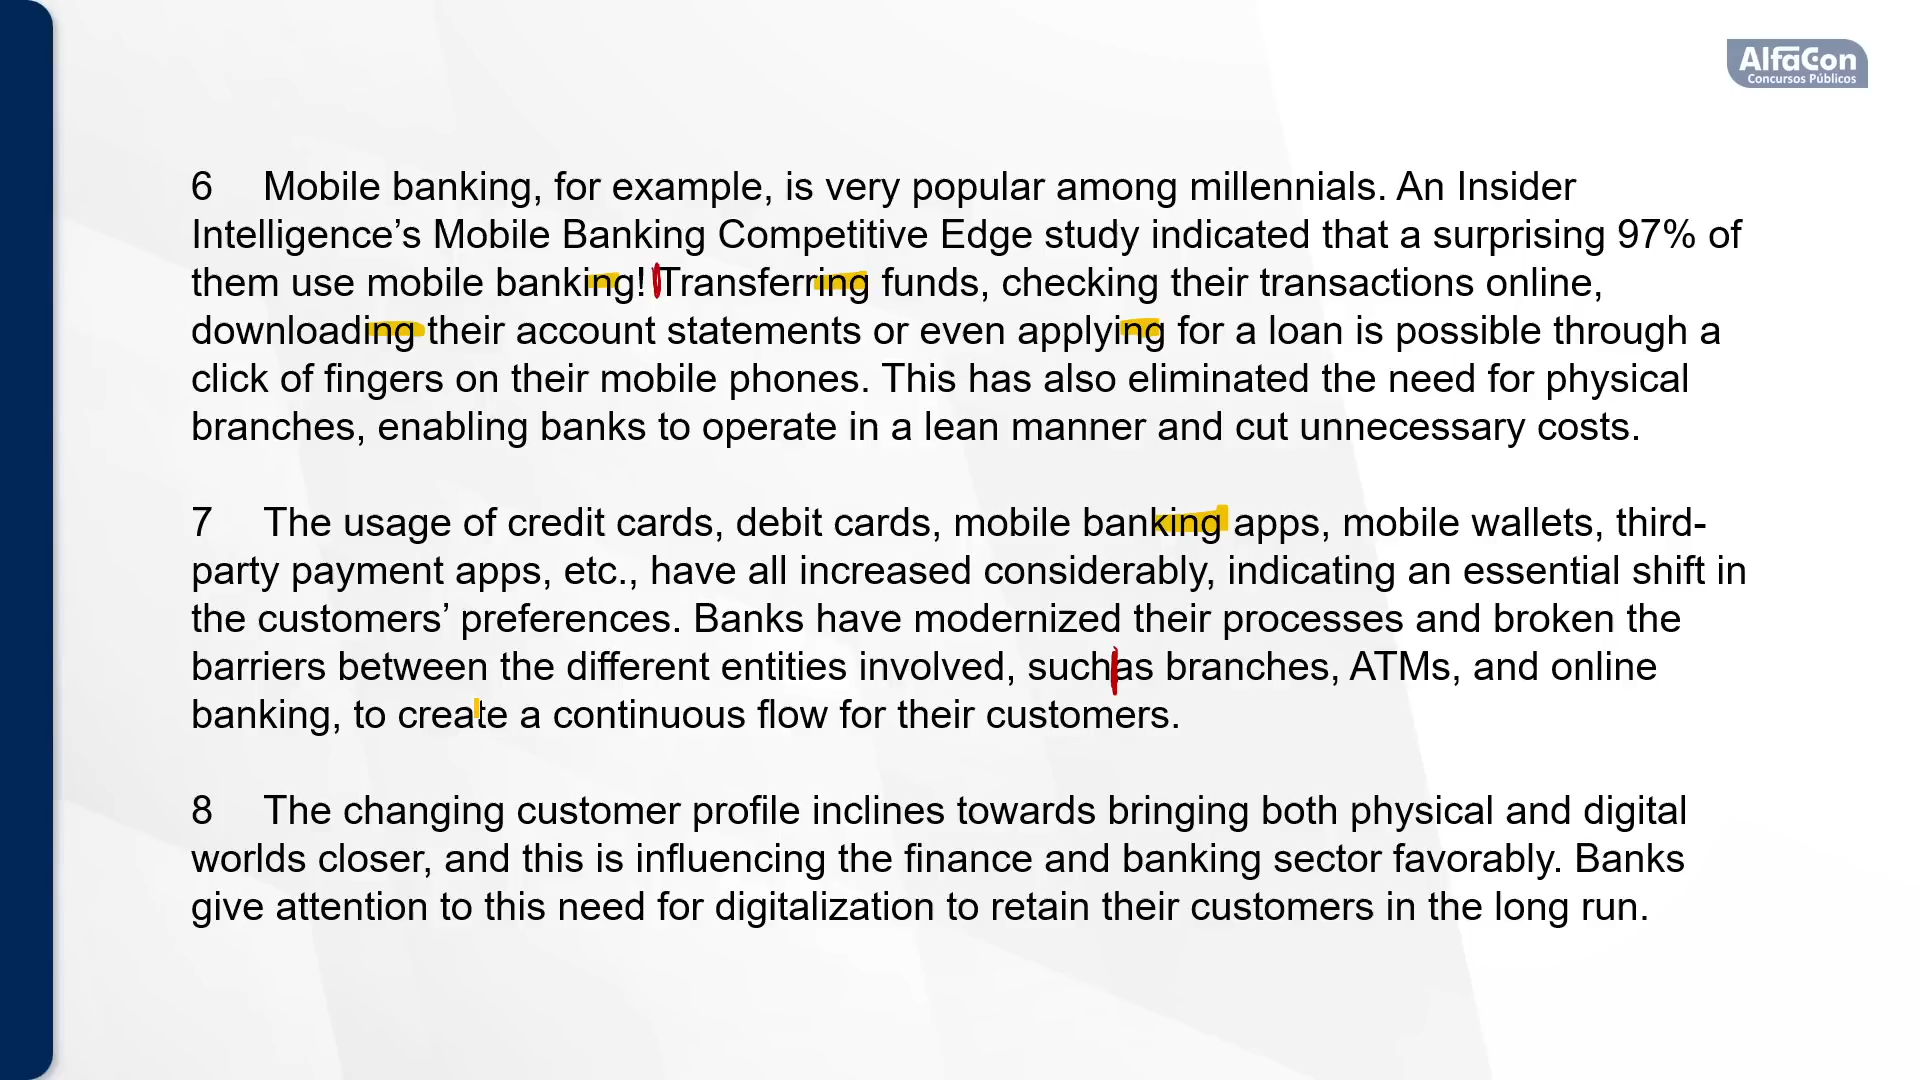 AlfaCon
Concursos Públicos
6 Mobile banking, for example, is very popular among millennials. An Insider
Intelligence’s Mobile Banking Competitive Edge study indicated that a surprising 97% of
them use mobile banking! Transferring funds, checking their transactions online,
downloading their account statements or even applying for a loan is possible through a
click of fingers on their mobile phones. This has also eliminated the need for physical
branches, enabling banks to operate in a lean manner and cut unnecessary costs.
7 The usage of credit cards, debit cards, mobile banking apps, mobile wallets, third-
party payment apps, etc., have all increased considerably, indicating an essential shift in
the customers’ preferences. Banks have modernized their processes and broken the
barriers between the different entities involved, such as branches, ATMs, and online
banking, to create a continuous flow for their customers.
8 The changing customer profile inclines towards bringing both physical and digital
worlds closer, and this is influencing the finance and banking sector favorably. Banks
give attention to this need for digitalization to retain their customers in the long run.